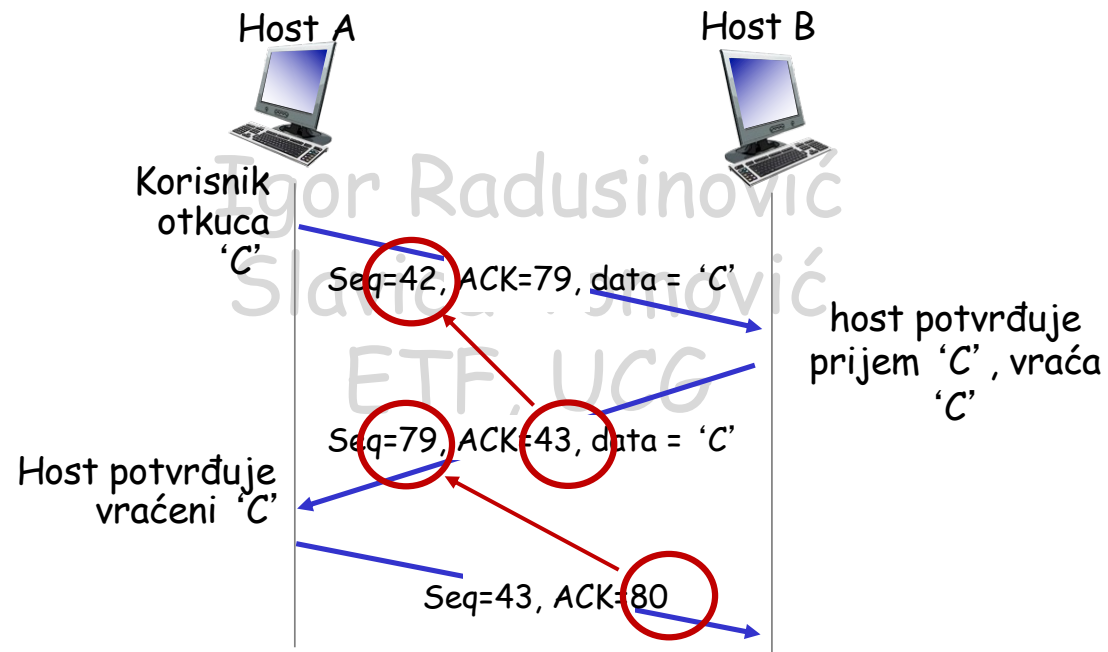 Host A
Host B
Igor Radusinović
Korisnik
otkuca
‘C’
Seq=42, ACK=79, data = ‘C’
host potvrđuje
prijem ‘C’ , vraća
‘C’
ETF, UCG
Seq=79, ACK=43, data = ‘C’
Host potvrđuje
vraćeni ‘C’
Seq=43, ACK=80